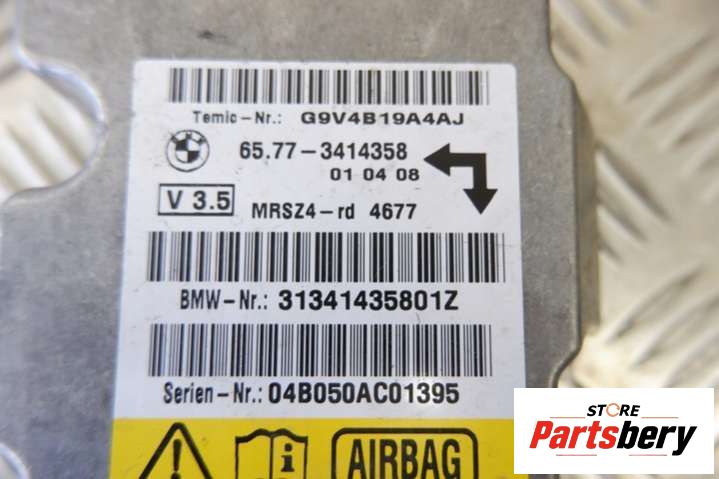 Temic-Nr.: G9V4B19A4AJ
65.77-3414358
01 04 08
V 3.5
MRSZ4-rd 4677
BMW-Nr.: 31341435801Z
Serien-Nr.: 04B050AC01395
i
AIRBAG
STORE
Partsbery